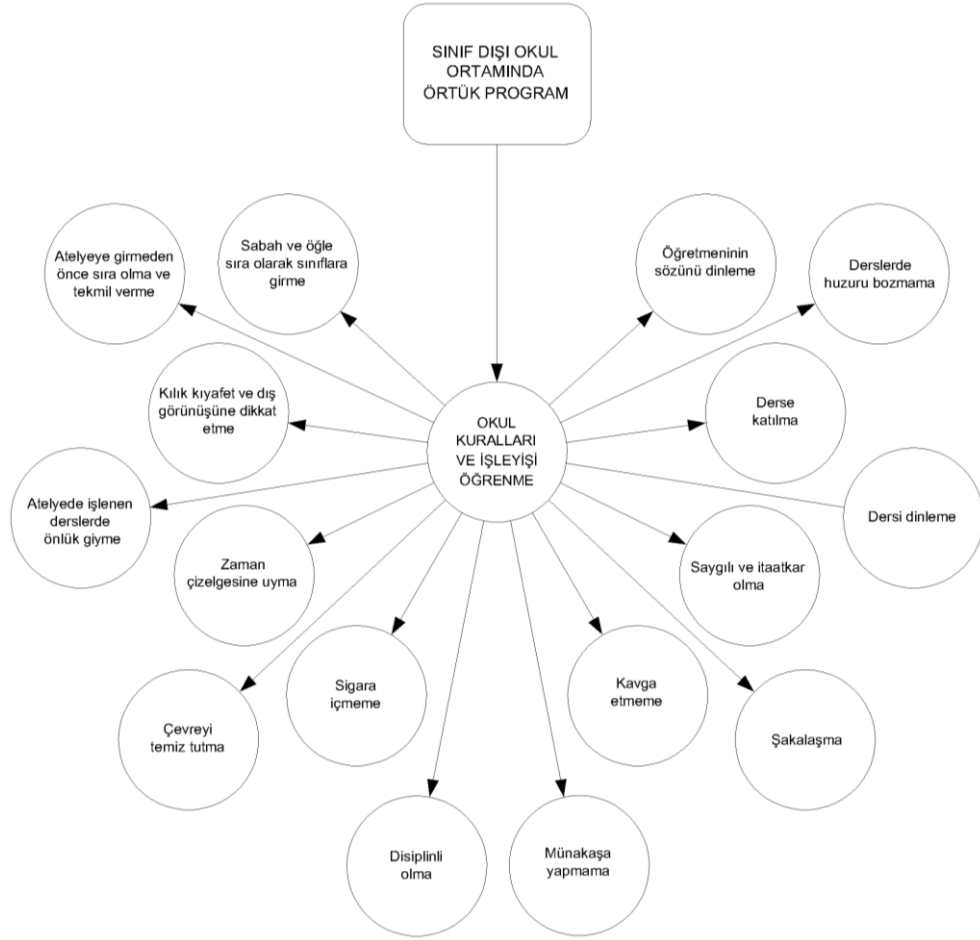 SINIF DIŞI OKUL
ORTAMINDA
ÖRTÜK PROGRAM
Atelyeye girmeden
önce sıra olma ve
tekmil verme
Sabah ve öğle
sıra olarak sınıflara
girme
Öğretmeninin
sözünü dinleme
Derslerde
huzuru bozmama
Kılık kıyafet ve dış
görünüşüne dikkat
etme
OKUL
KURALLARI
VE İŞLEYİŞİ
ÖĞRENME
Derse
katılma
Atelyede işlenen
derslerde
önlük giyme
Dersi dinleme
Zaman
çizelgesine uyma
Saygılı ve itaatkar
olma
Çevreyi
temiz tutma
Sigara
içmeme
Kavga
etmeme
Şakalaşma
Disiplinli
olma
Münakaşa
yapmama